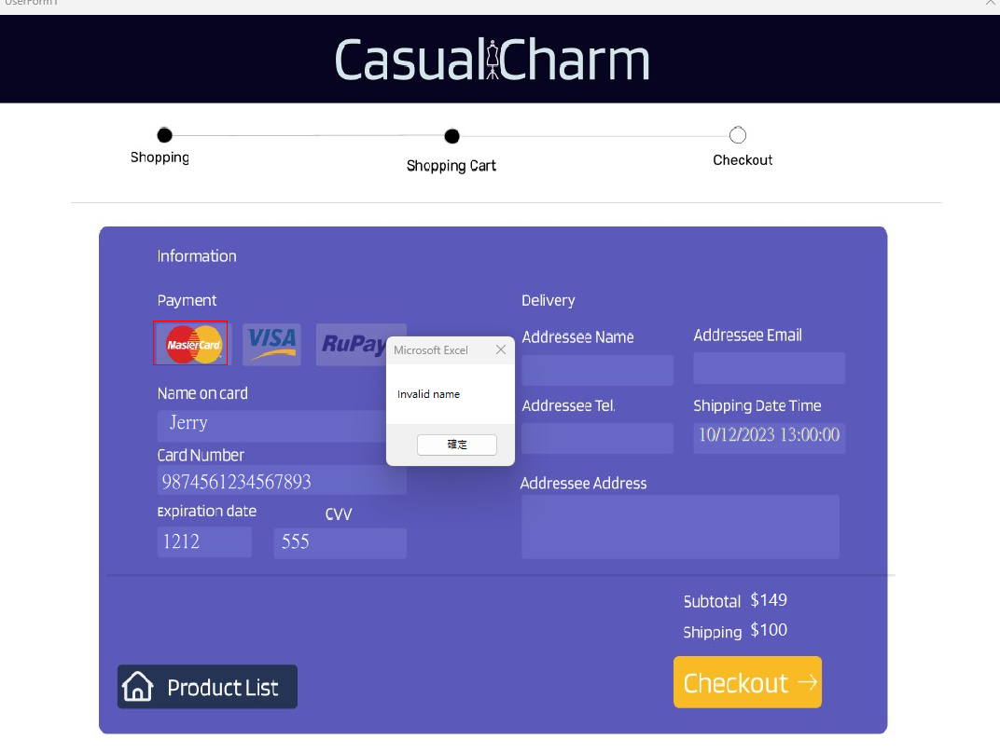 UserForm1
Casual Charm
Shopping
Shopping Cart
Checkout
Information
Payment
MasterCard
VISA
RuPay
Name on card
Jerry
Card Number
9874561234567893
Expiration date
CVV
1212
555
Microsoft Excel
Invalid name
確定
Delivery
Addressee Name
Addressee Email
Addressee Tel.
Shipping Date Time
10/12/2023 13:00:00
Addressee Address
Subtotal $149
Shipping $100
Product List
Checkout